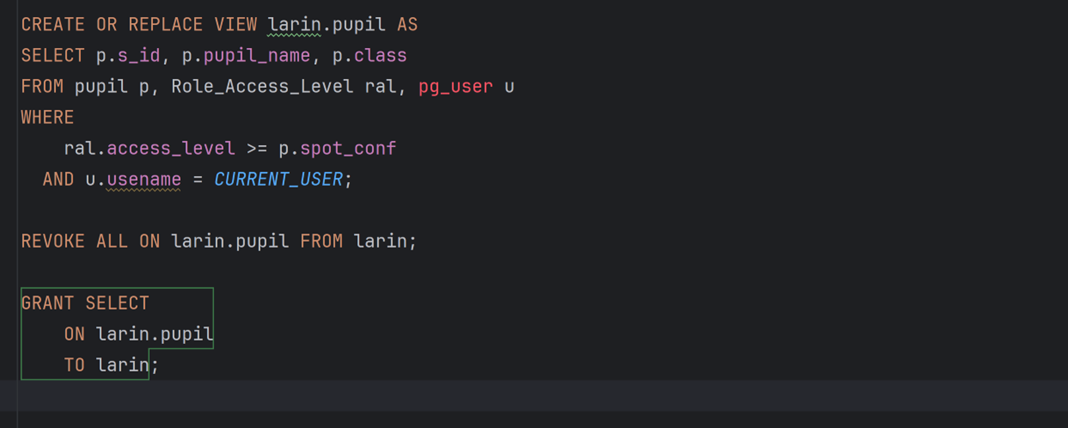 CREATE OR REPLACE VIEW larin.pupil AS
SELECT p.s_id, p.pupil_name, p.class
FROM pupil p, Role_Access_Level ral, pg_user u
WHERE
    ral.access_level >= p.spot_conf
  AND u.usename = CURRENT_USER;
REVOKE ALL ON larin.pupil FROM larin;
GRANT SELECT
    ON larin.pupil
    TO larin;